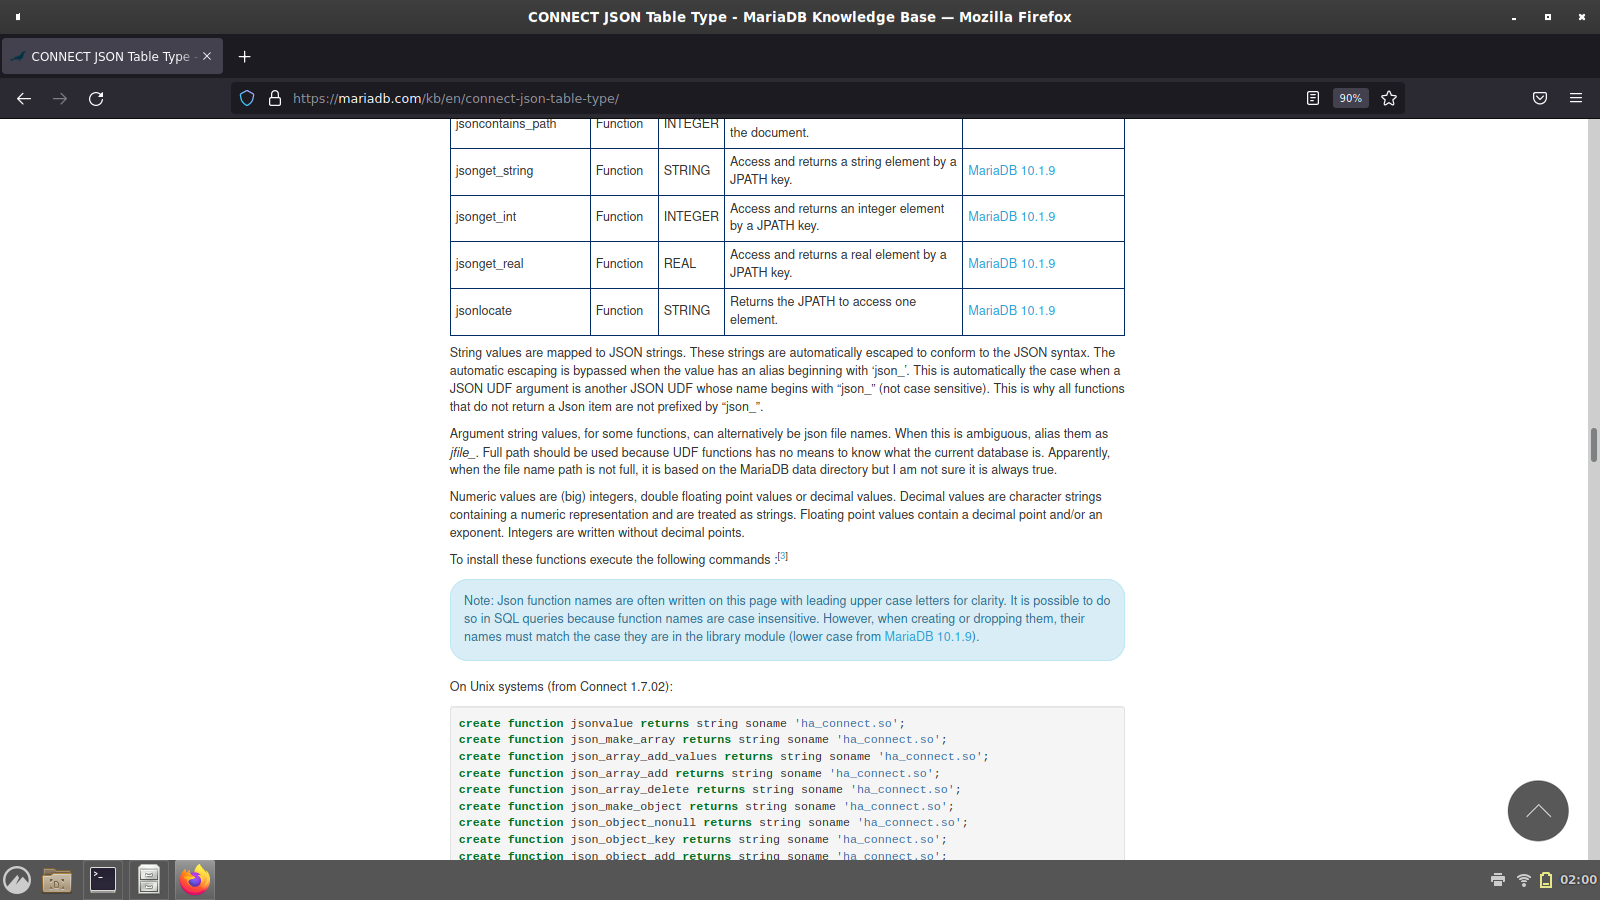 CONNECT JSON Table Type - MariaDB Knowledge Base — Mozilla Firefox
CONNECT JSON Table Type -
https://mariadb.com/kb/en/connect-json-table-type/
90%
jsoncontains_path Function INTEGER the document.
jsonget_string Function STRING Access and returns a string element by a JPATH key. MariaDB 10.1.9
jsonget_int Function INTEGER Access and returns an integer element by a JPATH key. MariaDB 10.1.9
jsonget_real Function REAL Access and returns a real element by a JPATH key. MariaDB 10.1.9
jsonlocate Function STRING Returns the JPATH to access one element. MariaDB 10.1.9
String values are mapped to JSON strings. These strings are automatically escaped to conform to the JSON syntax. The
automatic escaping is bypassed when the value has an alias beginning with ‘json_’. This is automatically the case when a
JSON UDF argument is another JSON UDF whose name begins with “json_” (not case sensitive). This is why all functions
that do not return a Json item are not prefixed by “json_”.
Argument string values, for some functions, can alternatively be json file names. When this is ambiguous, alias them as
jfile_. Full path should be used because UDF functions has no means to know what the current database is. Apparently,
when the file name path is not full, it is based on the MariaDB data directory but I am not sure it is always true.
Numeric values are (big) integers, double floating point values or decimal values. Decimal values are character strings
containing a numeric representation and are treated as strings. Floating point values contain a decimal point and/or an
exponent. Integers are written without decimal points.
To install these functions execute the following commands :[3]
Note: Json function names are often written on this page with leading upper case letters for clarity. It is possible to do
so in SQL queries because function names are case insensitive. However, when creating or dropping them, their
names must match the case they are in the library module (lower case from MariaDB 10.1.9).
On Unix systems (from Connect 1.7.02):
create function jsonvalue returns string soname 'ha_connect.so';
create function json_make_array returns string soname 'ha_connect.so';
create function json_array_add_values returns string soname 'ha_connect.so';
create function json_array_add returns string soname 'ha_connect.so';
create function json_array_delete returns string soname 'ha_connect.so';
create function json_make_object returns string soname 'ha_connect.so';
create function json_object_nonull returns string soname 'ha_connect.so';
create function json_object_key returns string soname 'ha_connect.so';
create function json_object_add returns string soname 'ha_connect.so';
02:00